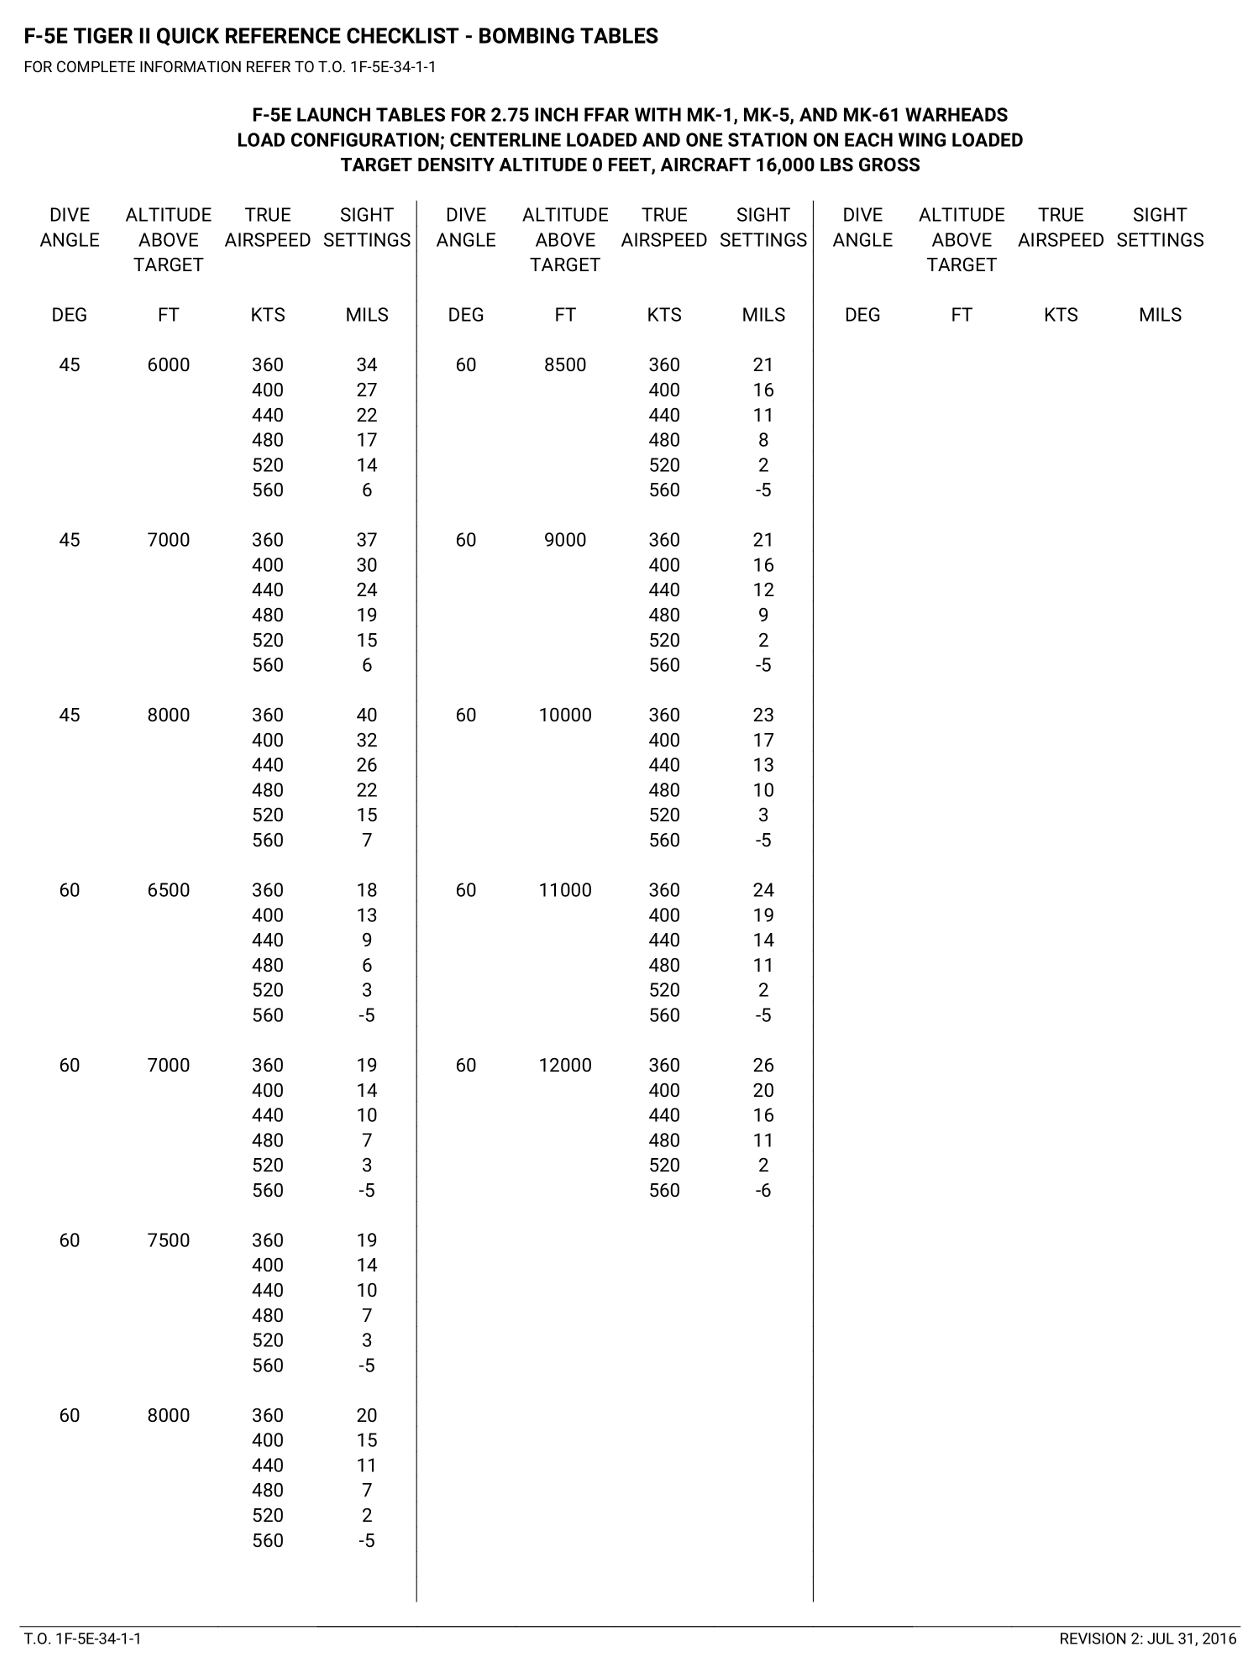 F-5E TIGER II QUICK REFERENCE CHECKLIST - BOMBING TABLES
FOR COMPLETE INFORMATION REFER TO T.O. 1F-5E-34-1-1
F-5E LAUNCH TABLES FOR 2.75 INCH FFAR WITH MK-1, MK-5, AND MK-61 WARHEADS
LOAD CONFIGURATION; CENTERLINE LOADED AND ONE STATION ON EACH WING LOADED
TARGET DENSITY ALTITUDE 0 FEET, AIRCRAFT 16,000 LBS GROSS
DIVE ALTITUDE TRUE SIGHT DIVE ALTITUDE TRUE SIGHT DIVE ALTITUDE TRUE SIGHT
ANGLE ABOVE AIRSPEED SETTINGS ANGLE ABOVE AIRSPEED SETTINGS ANGLE ABOVE AIRSPEED SETTINGS
TARGET TARGET TARGET
DEG FT KTS MILS DEG FT KTS MILS DEG FT KTS MILS
45 6000 360 34 60 8500 360 21
400 27 400 16
440 22 440 11
480 17 480 8
520 14 520 2
560 6 560 -5
45 7000 360 37 60 9000 360 21
400 30 400 16
440 24 440 12
480 19 480 9
520 15 520 2
560 6 560 -5
45 8000 360 40 60 10000 360 23
400 32 400 17
440 26 440 13
480 22 480 10
520 15 520 3
560 7 560 -5
60 6500 360 18 60 11000 360 24
400 13 400 19
440 9 440 14
480 6 480 11
520 3 520 2
560 -5 560 -5
60 7000 360 19 60 12000 360 26
400 14 400 20
440 10 440 16
480 7 480 11
520 3 520 2
560 -5 560 -6
60 7500 360 19
400 14
440 10
480 7
520 3
560 -5
60 8000 360 20
400 15
440 11
480 7
520 2
560 -5
T.O. 1F-5E-34-1-1 REVISION 2: JUL 31, 2016